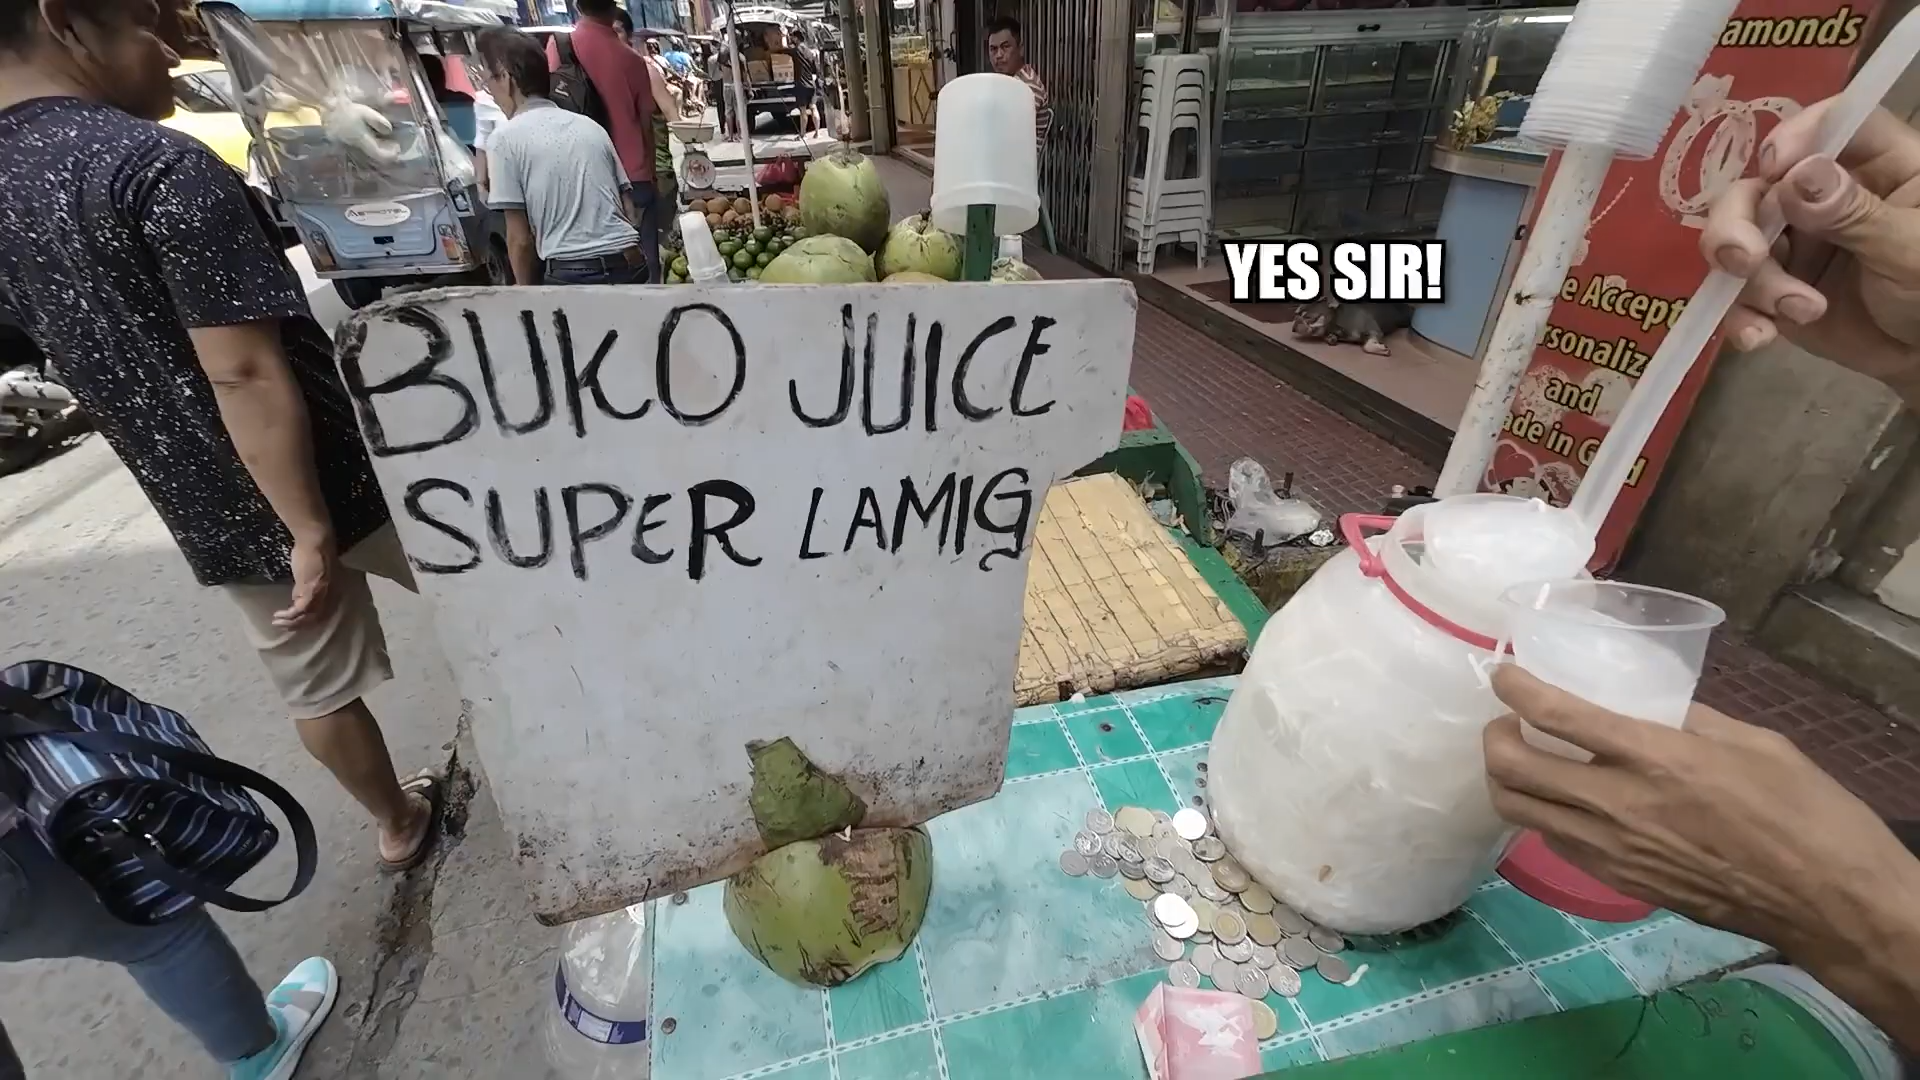 BUKO JUICE
SUPER LAMIG
YES SIR!
amonds
e Accept
rsonaliz
and
ade in G